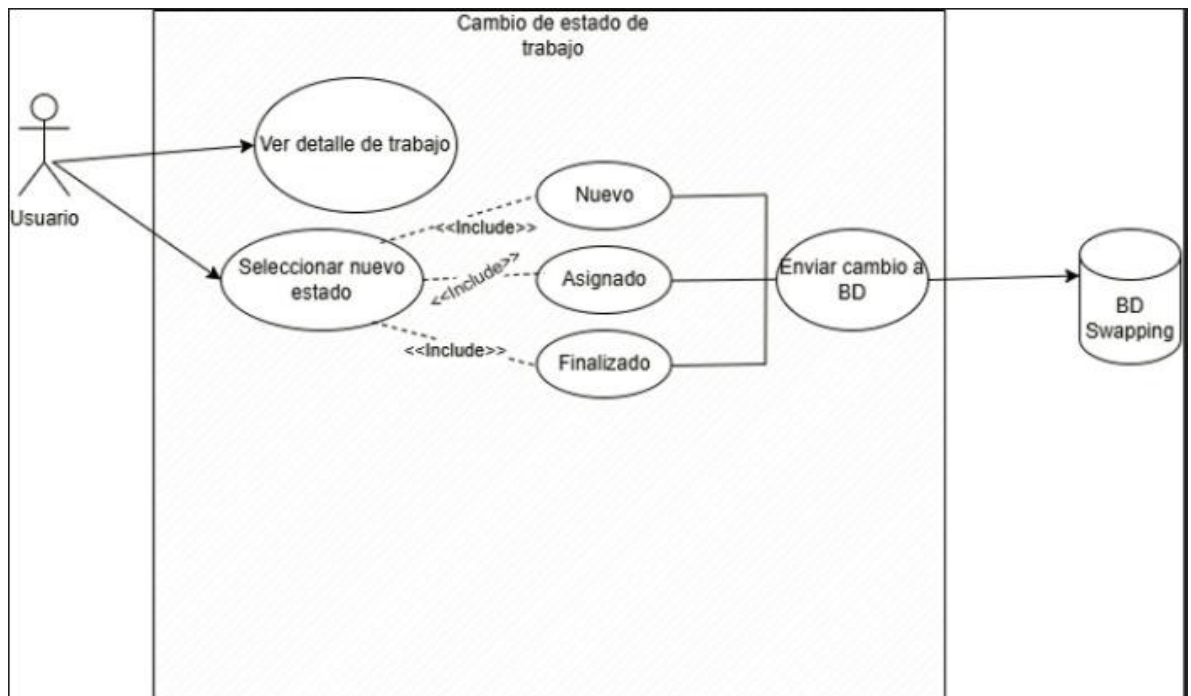 Cambio de estado de
trabajo
Ver detalle de trabajo
Usuario
Nuevo
<<Include>>
Seleccionar nuevo
estado
<<Include>>
Asignado
Enviar cambio a
BD
BD
Swapping
<<Include>>
Finalizado